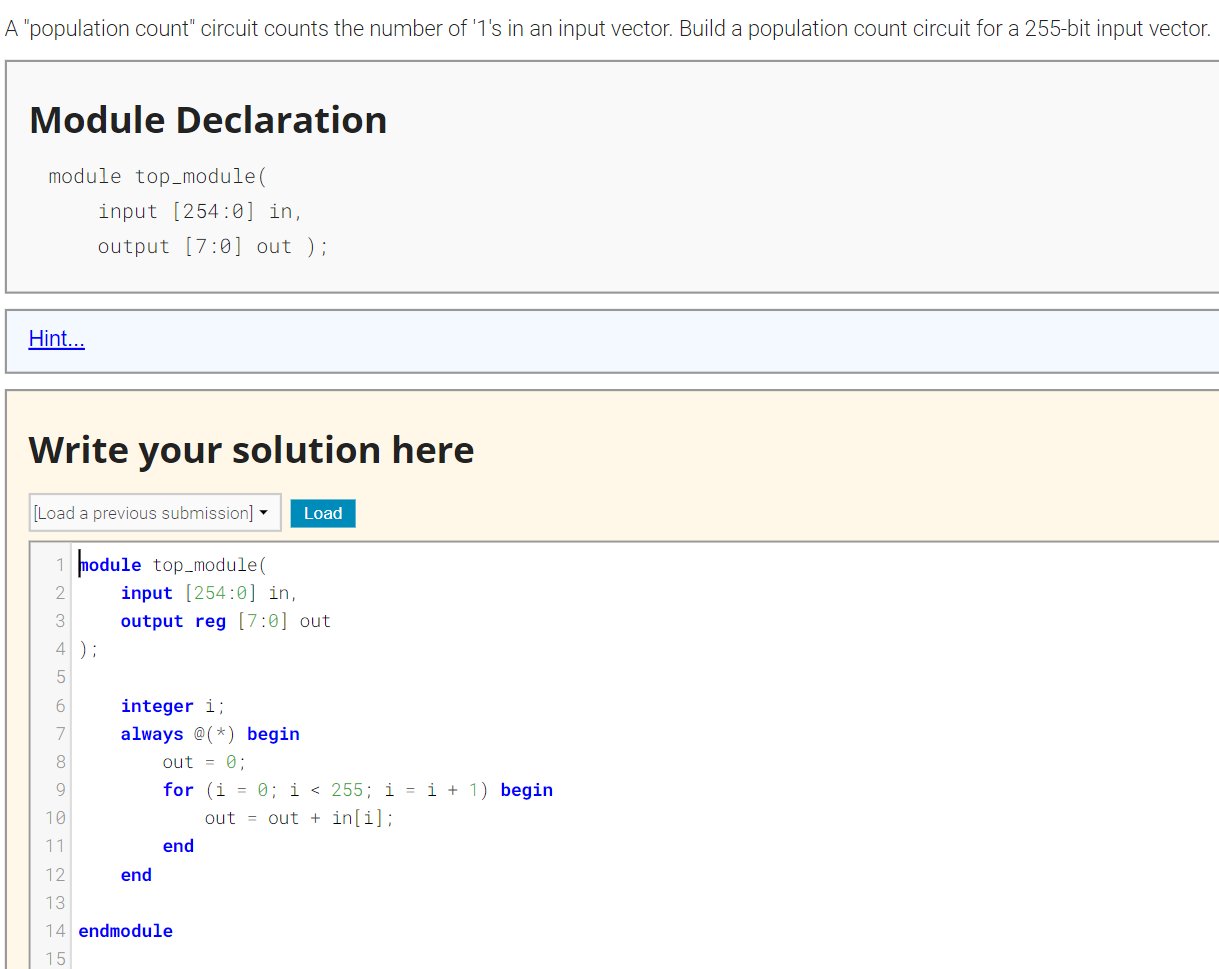 A "population count" circuit counts the number of '1's in an input vector. Build a population count circuit for a 255-bit input vector.
Module Declaration
module top_module(
    input [254:0] in,
    output [7:0] out );
Hint...
Write your solution here
[Load a previous submission] Load
1 module top_module(
2     input [254:0] in,
3     output reg [7:0] out
4 );
5
6     integer i;
7     always @(*) begin
8         out = 0;
9         for (i = 0; i < 255; i = i + 1) begin
10             out = out + in[i];
11         end
12     end
13
14 endmodule
15